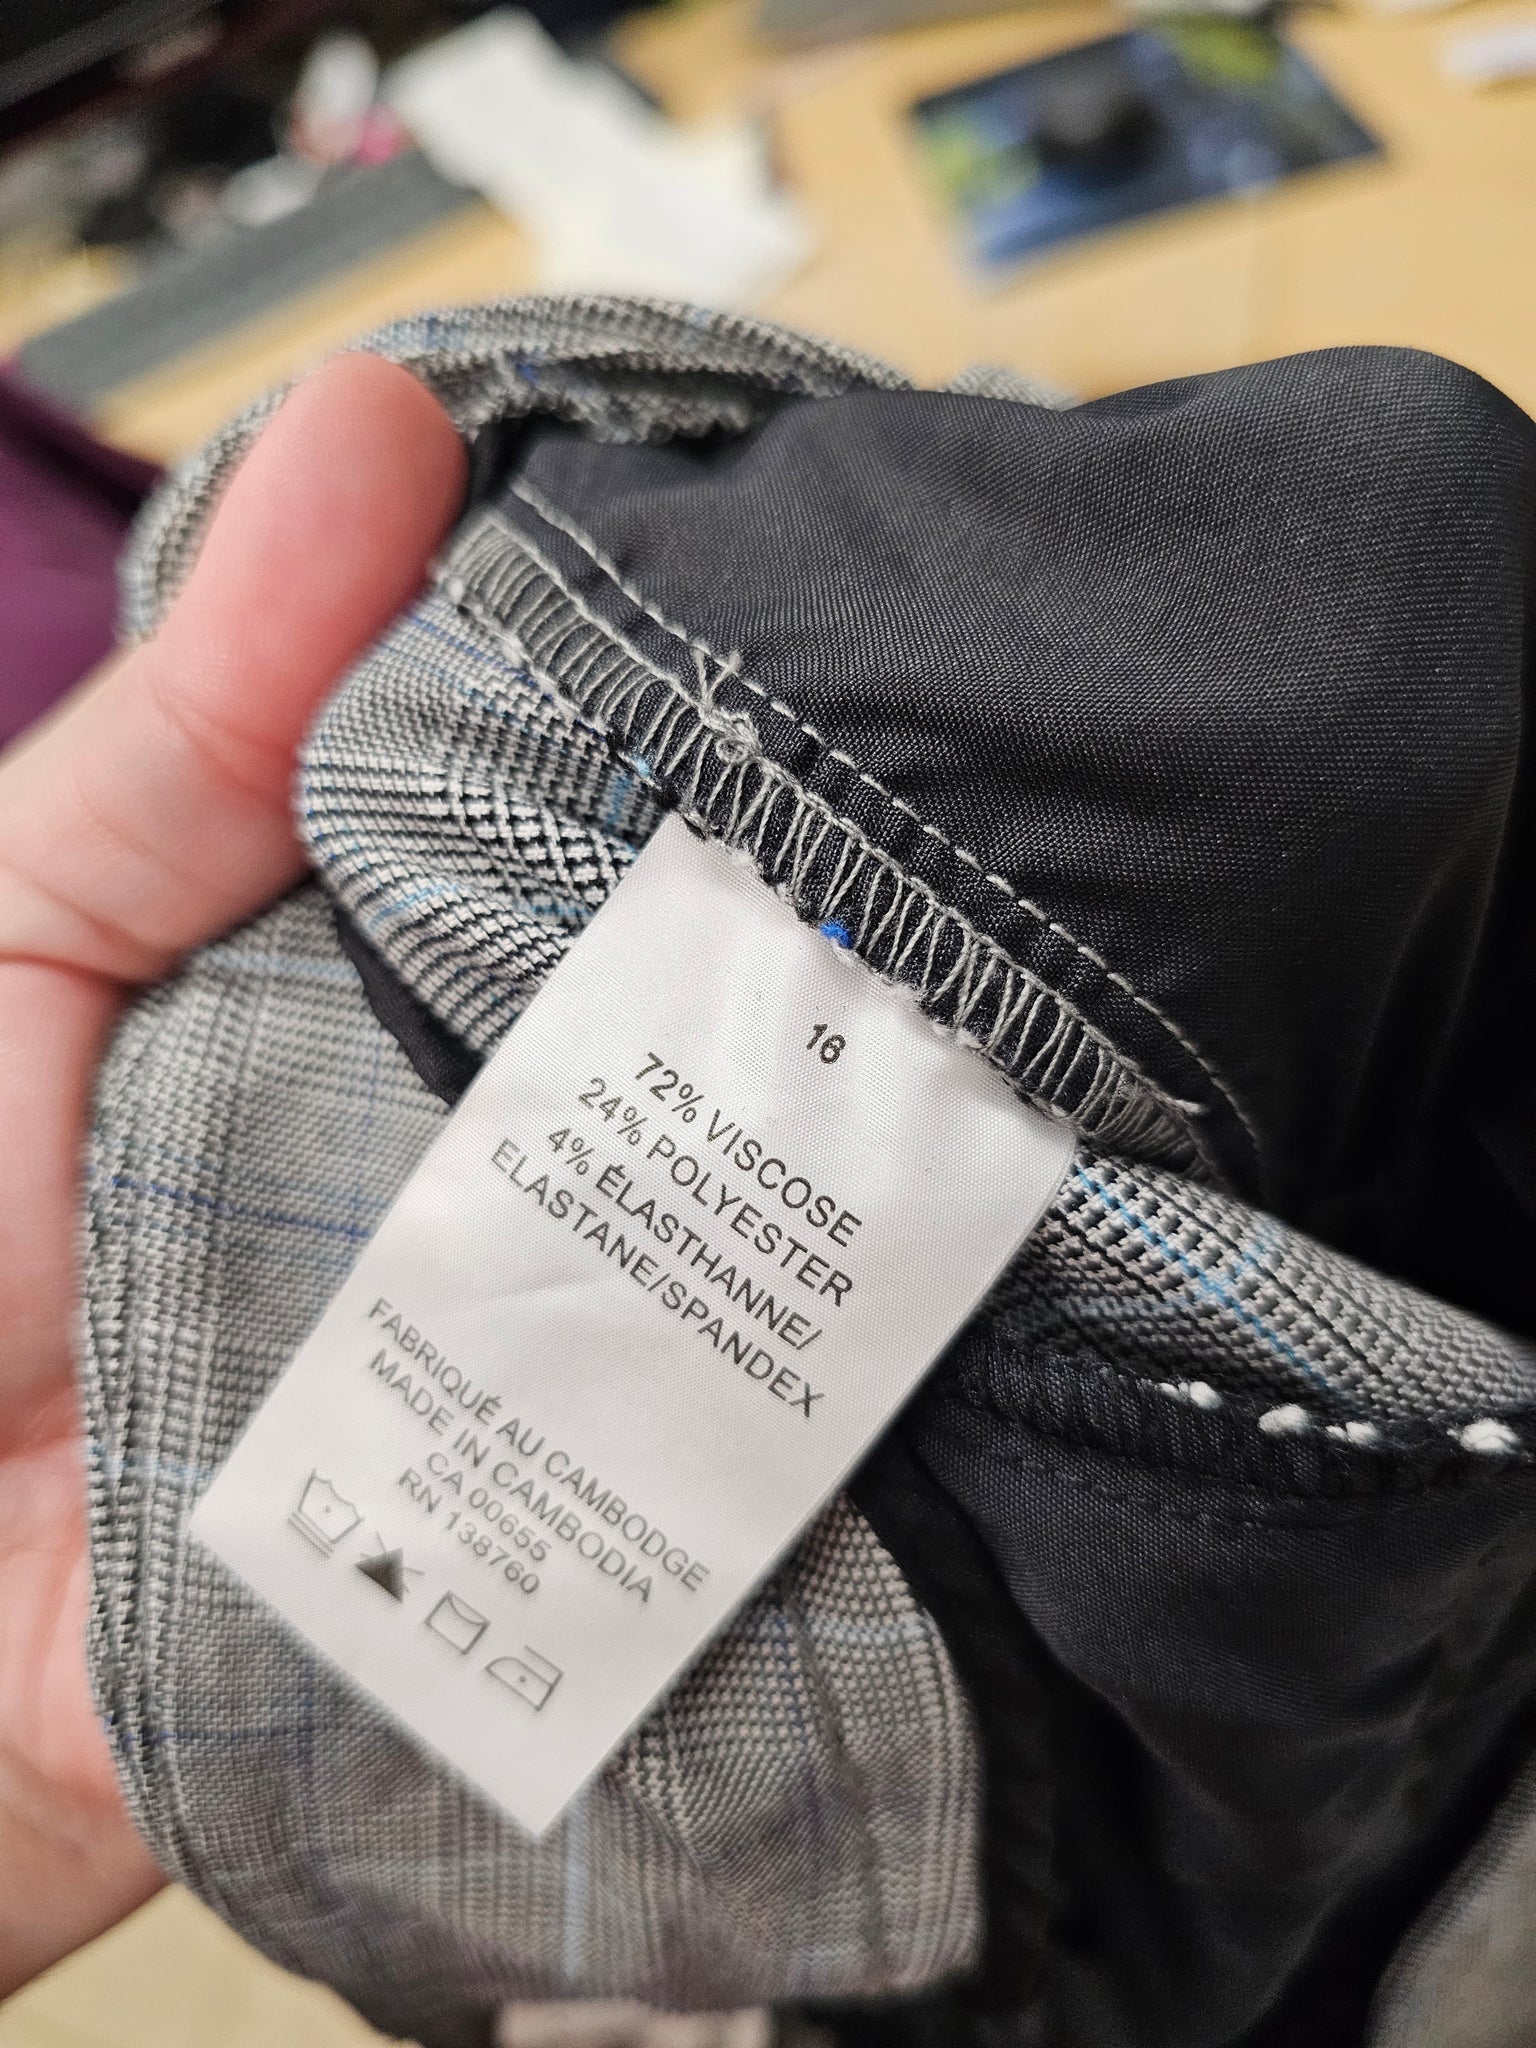 16
72% VISCOSE
24% POLYESTER
4% ÉLASTHANNE/
ELASTANE/SPANDEX
FABRIQUÉ AU CAMBODGE
MADE IN CAMBODIA
CA 00655
RN 138760